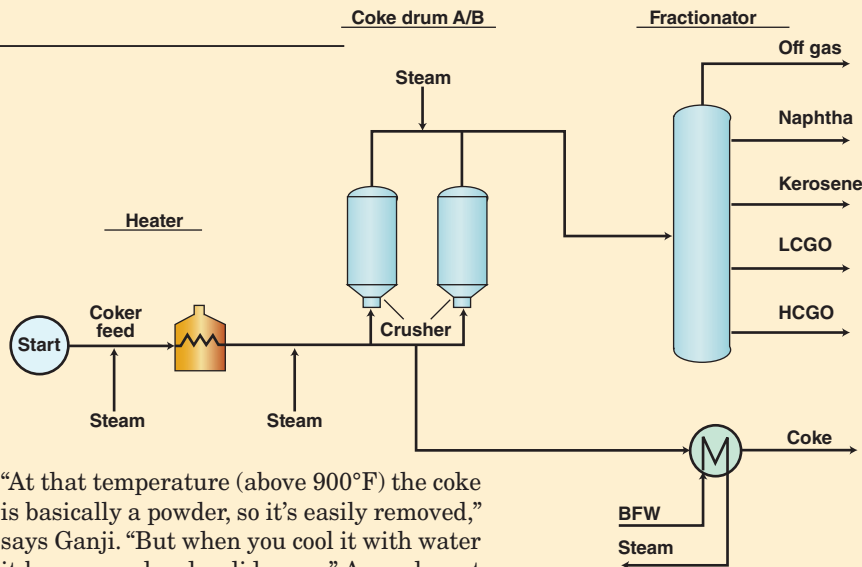 Coke drum A/B
Fractionator
Off gas
Steam
Naphtha
Kerosene
Heater
LCGO
Coker
feed
HCGO
Start
Crusher
Steam
Steam
Coke
“At that temperature (above 900°F) the coke
is basically a powder, so it’s easily removed,”
says Ganji. “But when you cool it with water
BFW
Steam